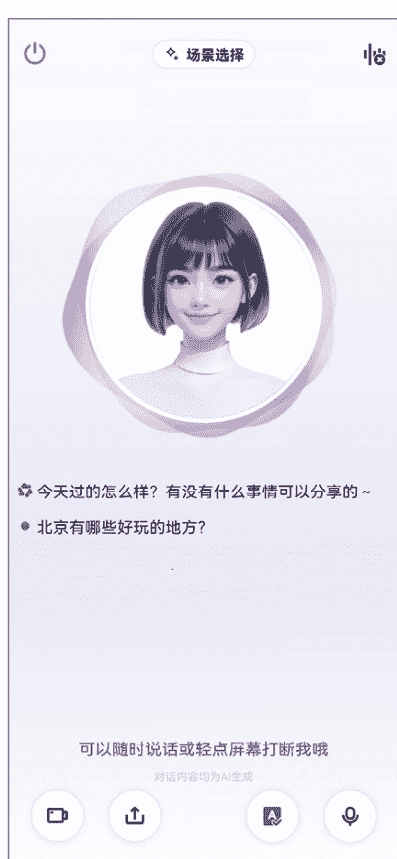 场景选择
今天过的怎么样？有没有什么事情可以分享的～
北京有哪些好玩的地方？
可以随时说话或轻点屏幕打断我哦
对话内容均为AI生成